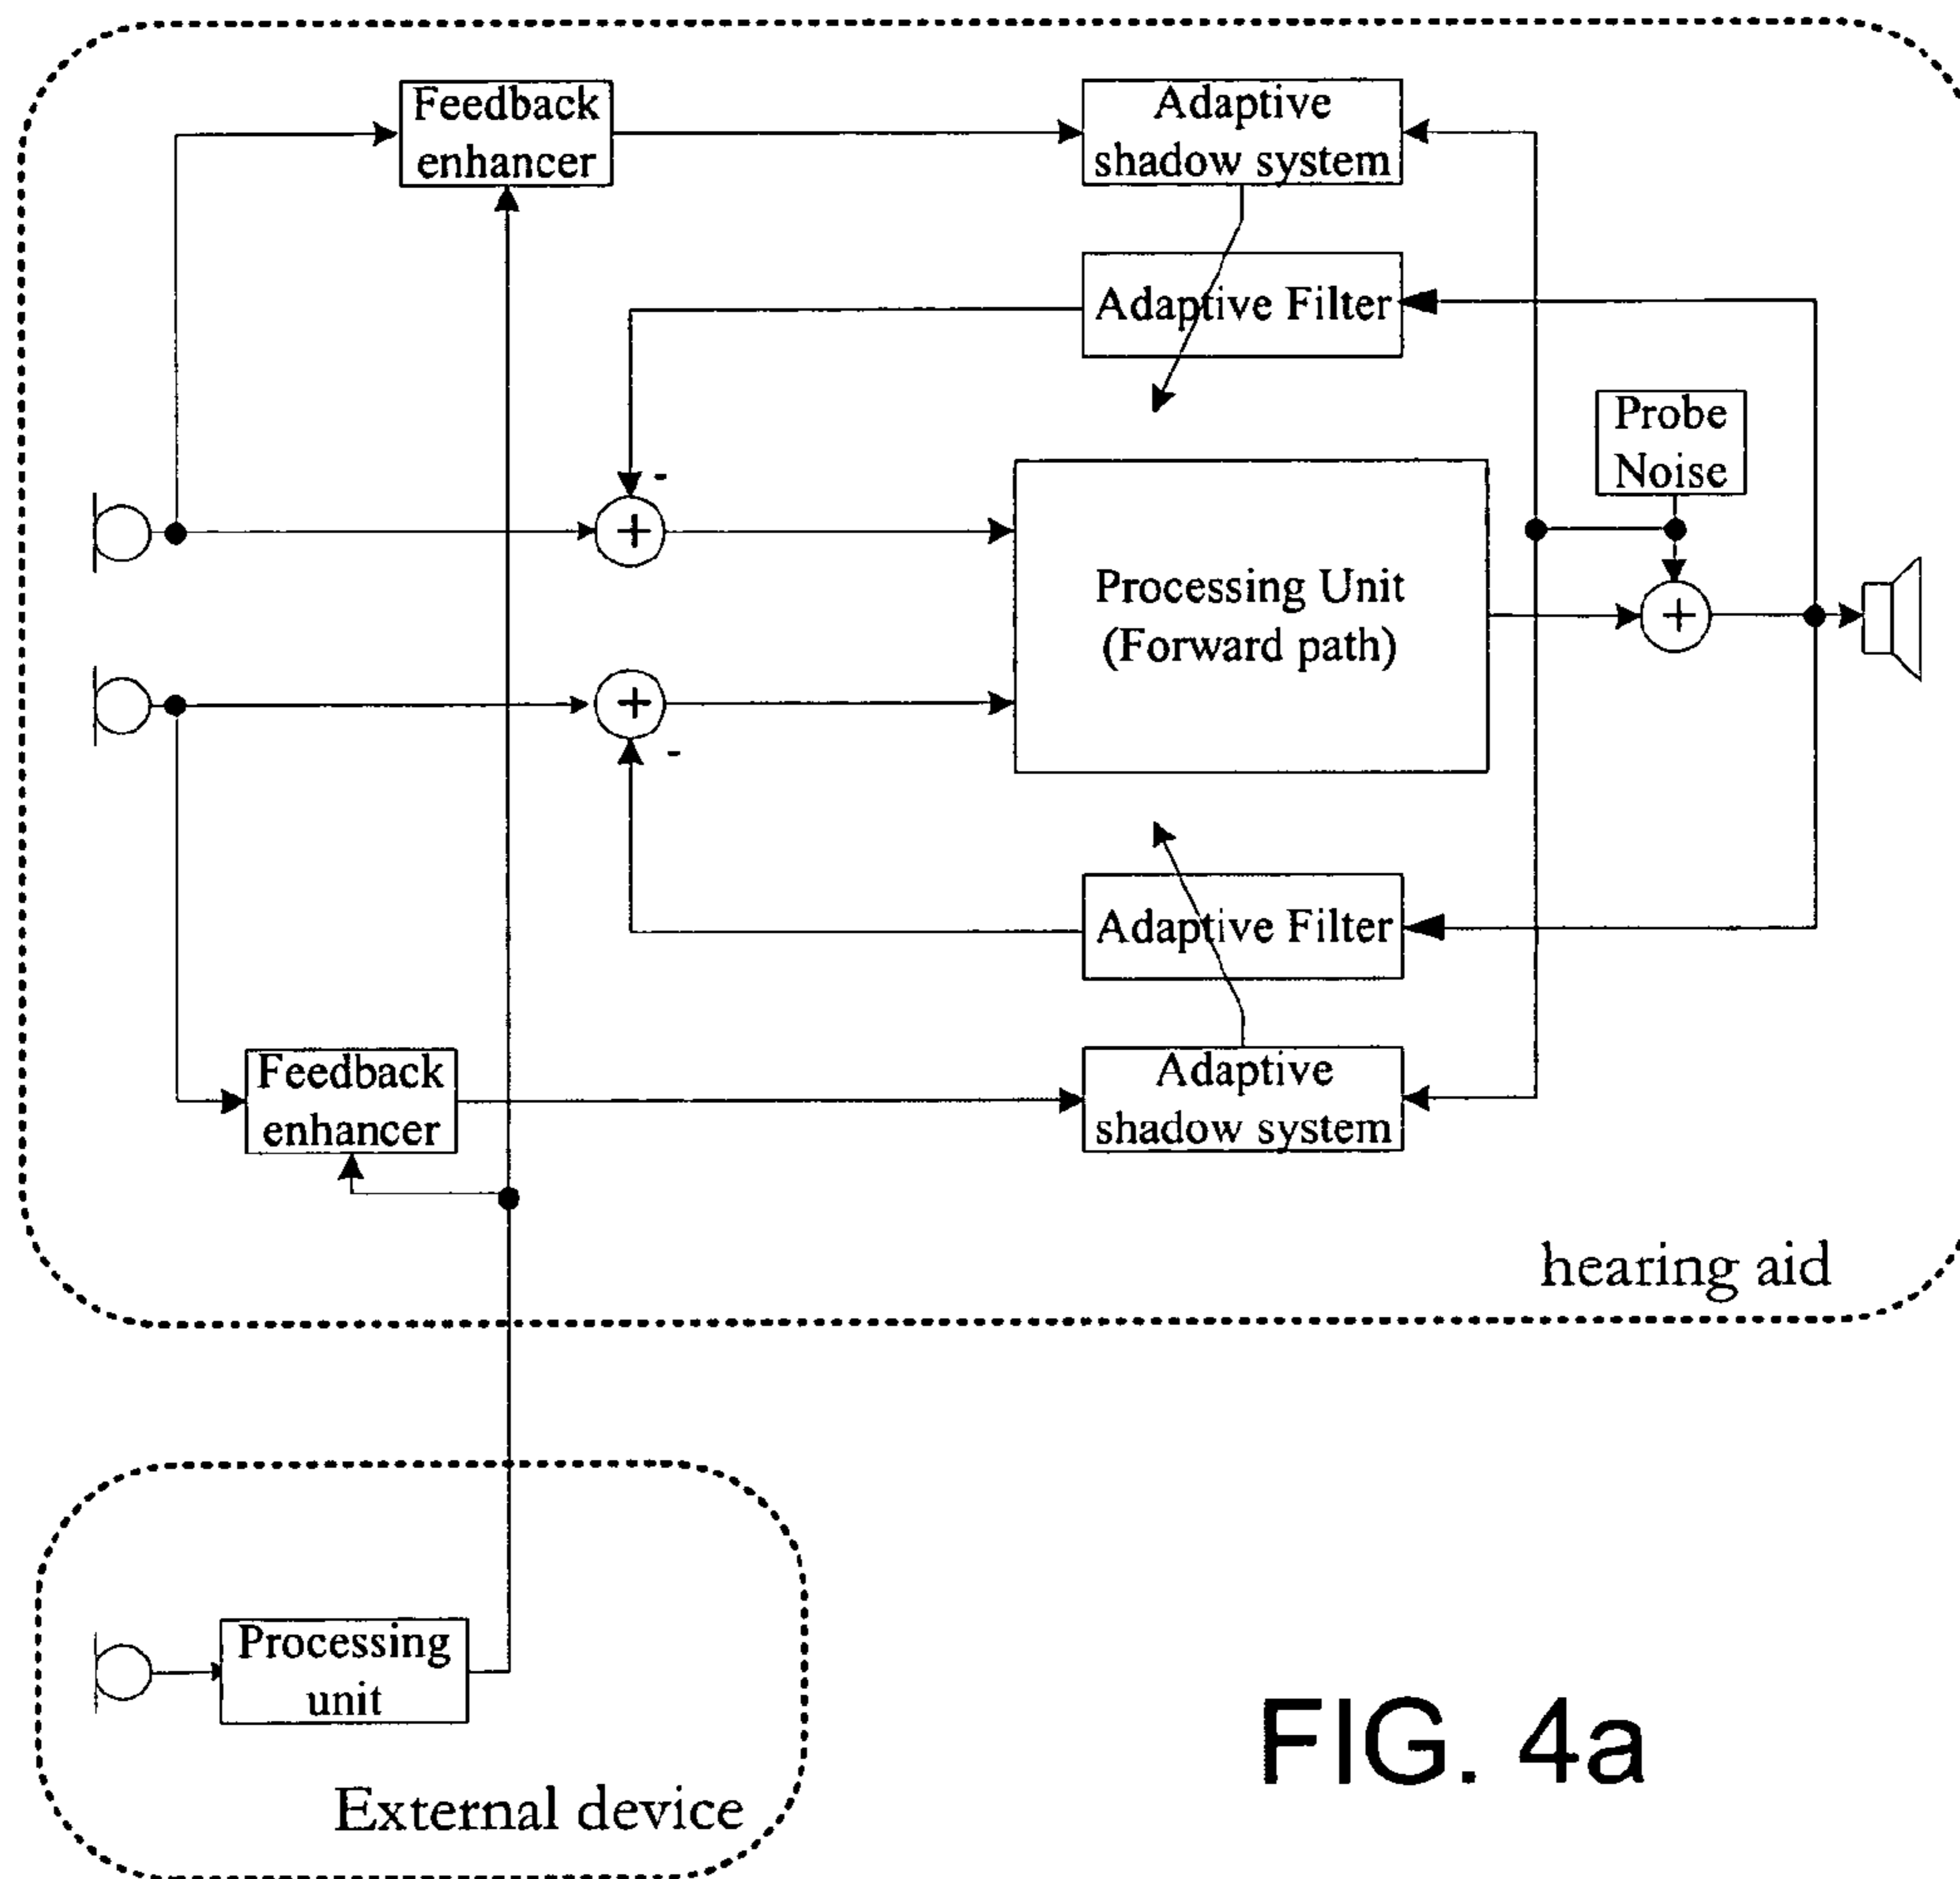 Feedback
enhancer
Adaptive
shadow system
Adaptive Filter
Probe
Noise
-
+
Processing Unit
(Forward path)
+
+
-
Adaptive Filter
Feedback
enhancer
Adaptive
shadow system
hearing aid
Processing
unit
External device
FIG. 4a